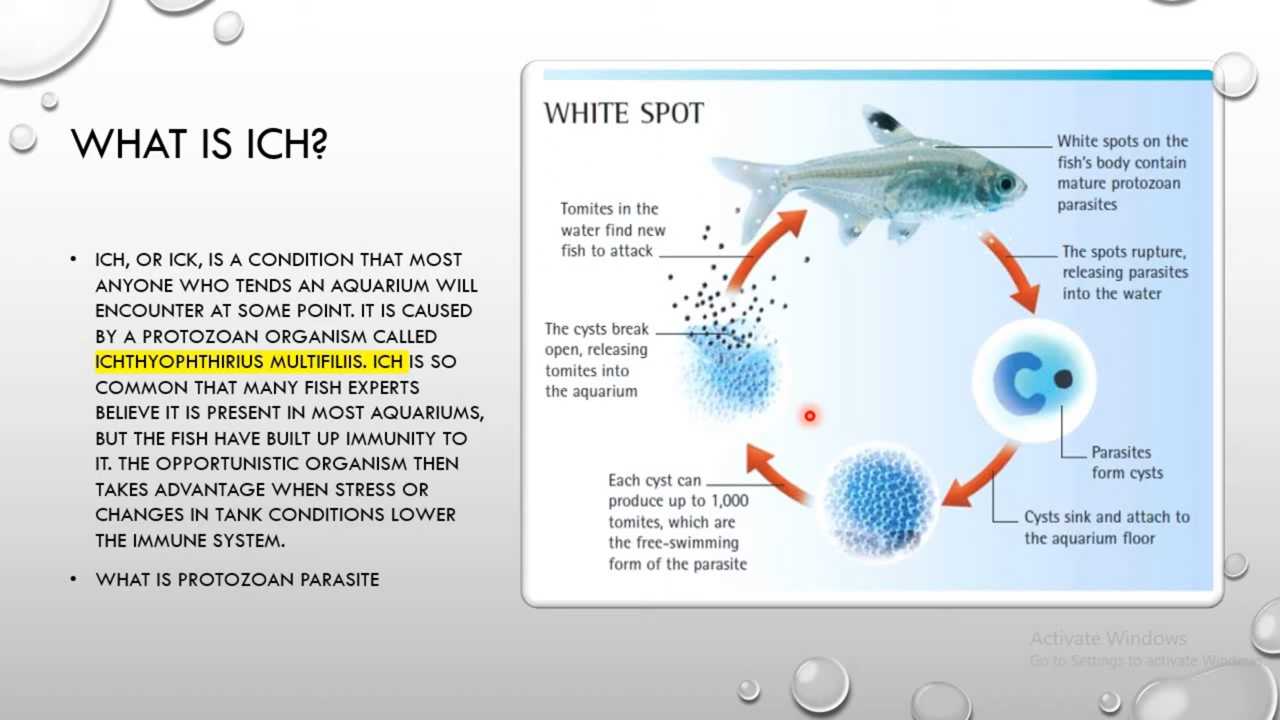 WHAT IS ICH?
• ICH, OR ICK, IS A CONDITION THAT MOST
ANYONE WHO TENDS AN AQUARIUM WILL
ENCOUNTER AT SOME POINT. IT IS CAUSED
BY A PROTOZOAN ORGANISM CALLED
ICHTHYOPHTHIRIUS MULTIFILIIS. ICH IS SO
COMMON THAT MANY FISH EXPERTS
BELIEVE IT IS PRESENT IN MOST AQUARIUMS,
BUT THE FISH HAVE BUILT UP IMMUNITY TO
IT. THE OPPORTUNISTIC ORGANISM THEN
TAKES ADVANTAGE WHEN STRESS OR
CHANGES IN TANK CONDITIONS LOWER
THE IMMUNE SYSTEM.
• WHAT IS PROTOZOAN PARASITE
WHITE SPOT
White spots on the
fish's body contain
mature protozoan
parasites
The spots rupture,
releasing parasites
into the water
Parasites
form cysts
Cysts sink and attach to
the aquarium floor
Each cyst can
produce up to 1,000
tomites, which are
the free-swimming
form of the parasite
The cysts break
open, releasing
tomites into
the aquarium
Tomites in the
water find new
fish to attack
Activate Windows
Go to Settings to activate Windows.